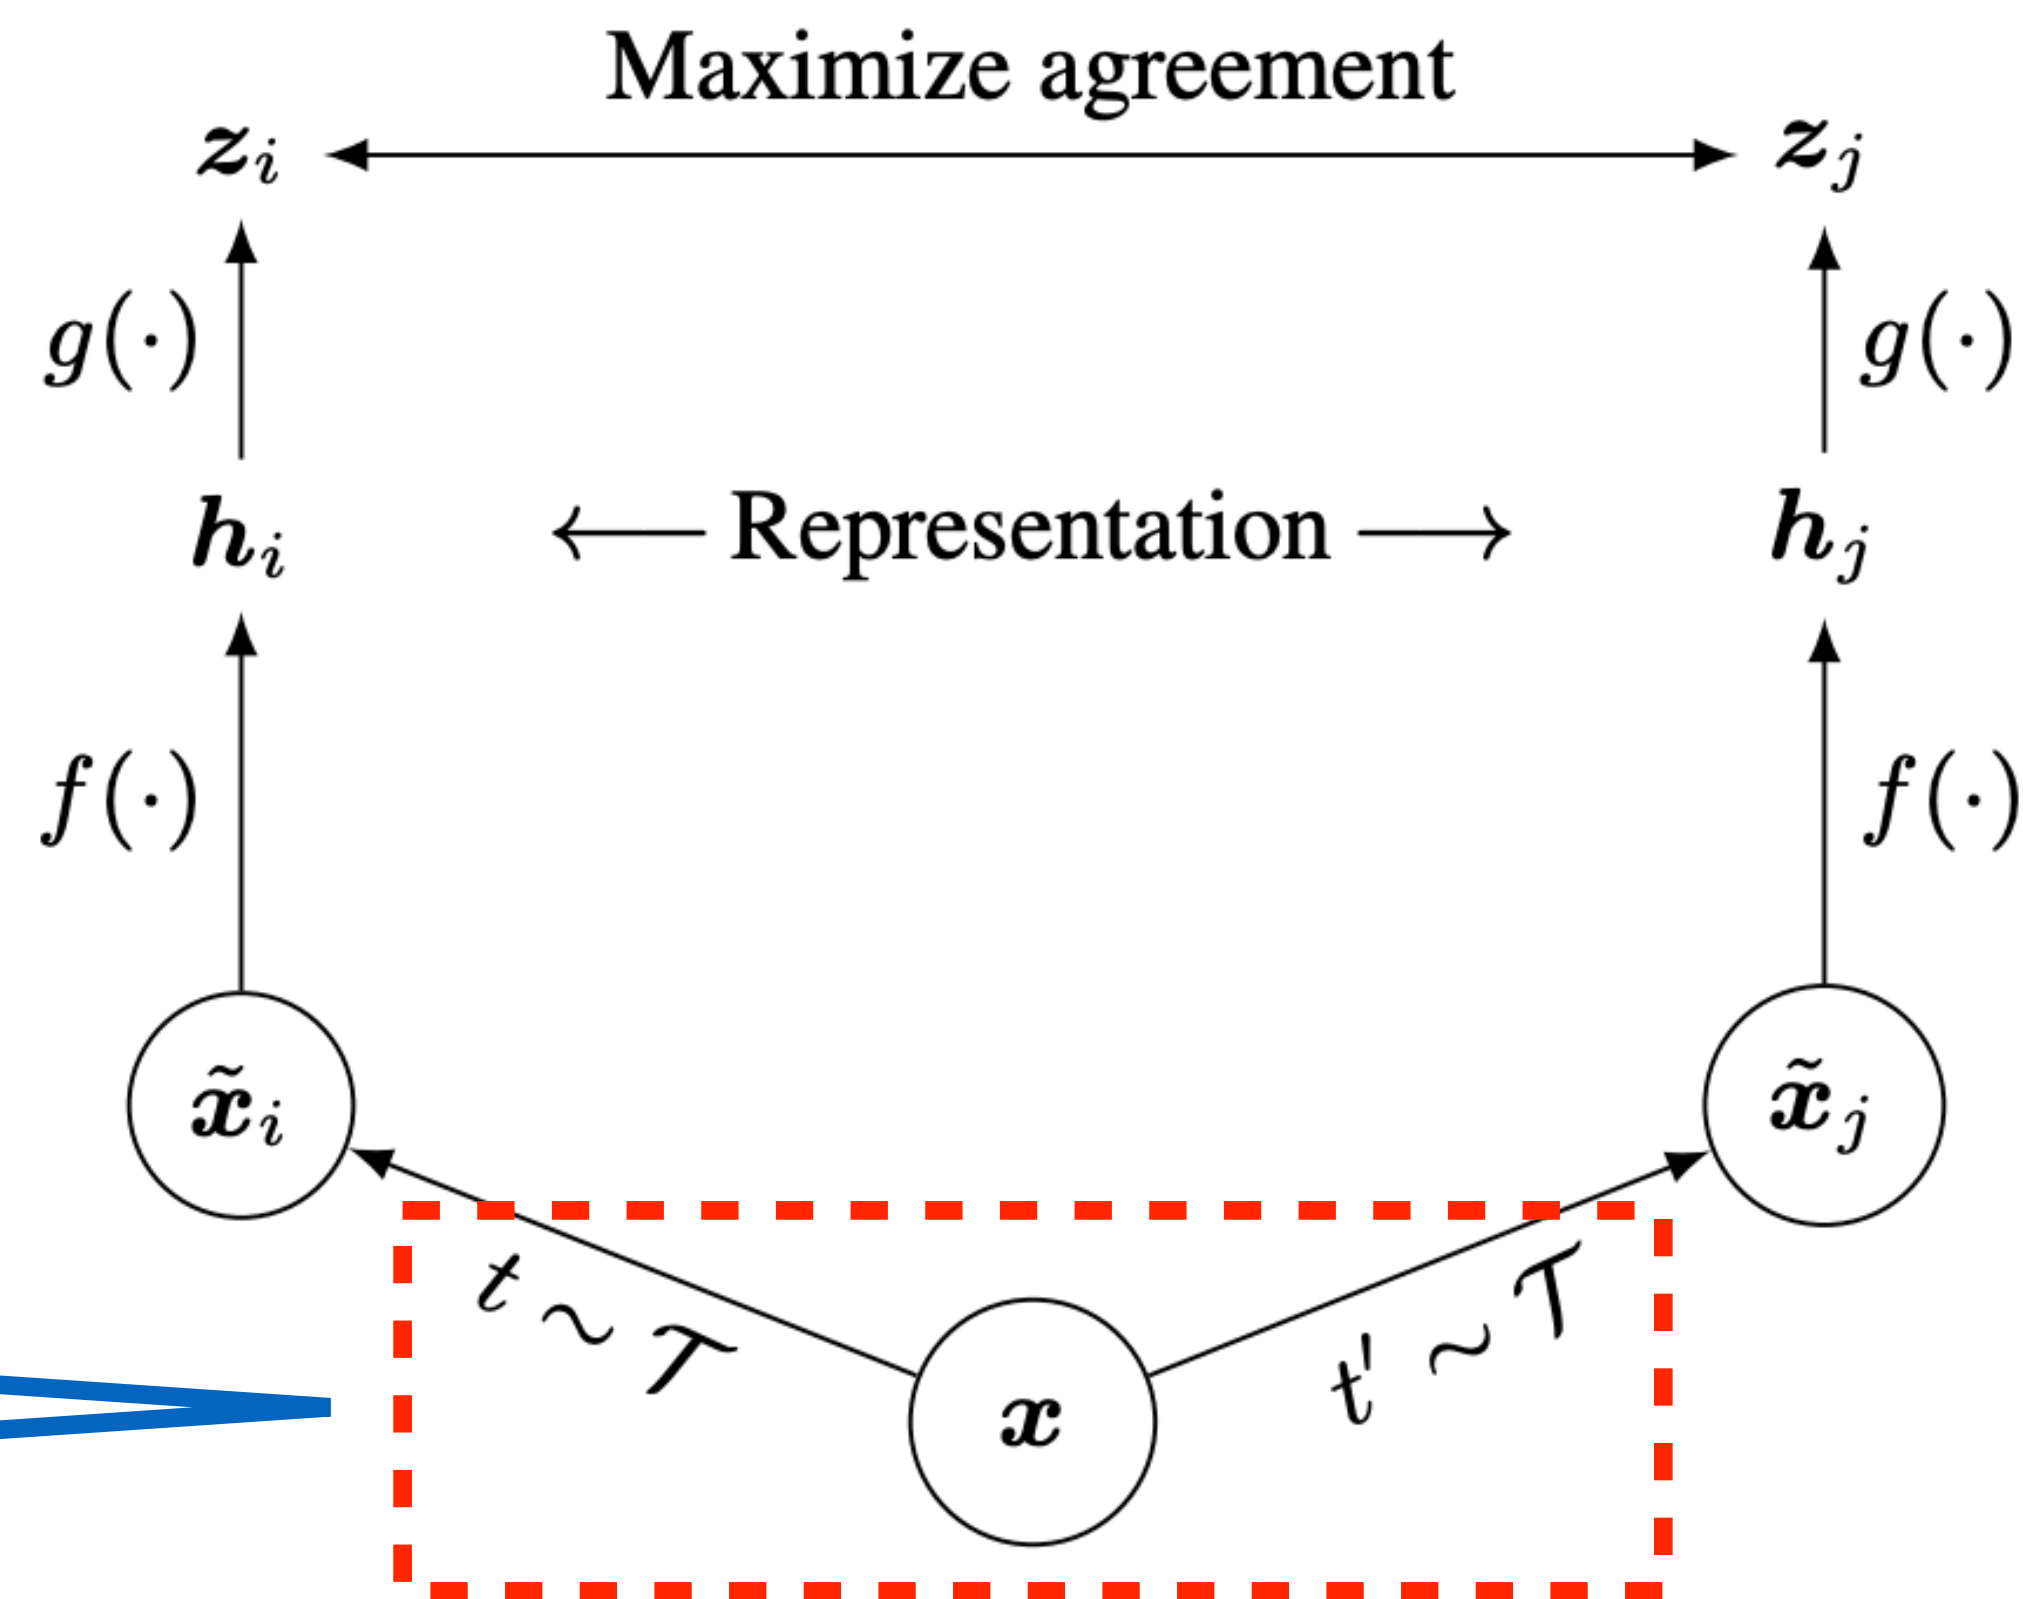 Maximize agreement
z_i z_j
g(·) g(·)
h_i ← Representation → h_j
f(·) f(·)
x̃_i x̃_j
t ~ 𝒯 t′ ~ 𝒯
x